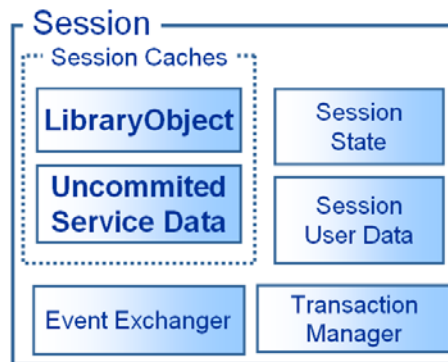 Session
Session Caches
LibraryObject
Uncommited
Service Data
Session
State
Session
User Data
Event Exchanger
Transaction
Manager